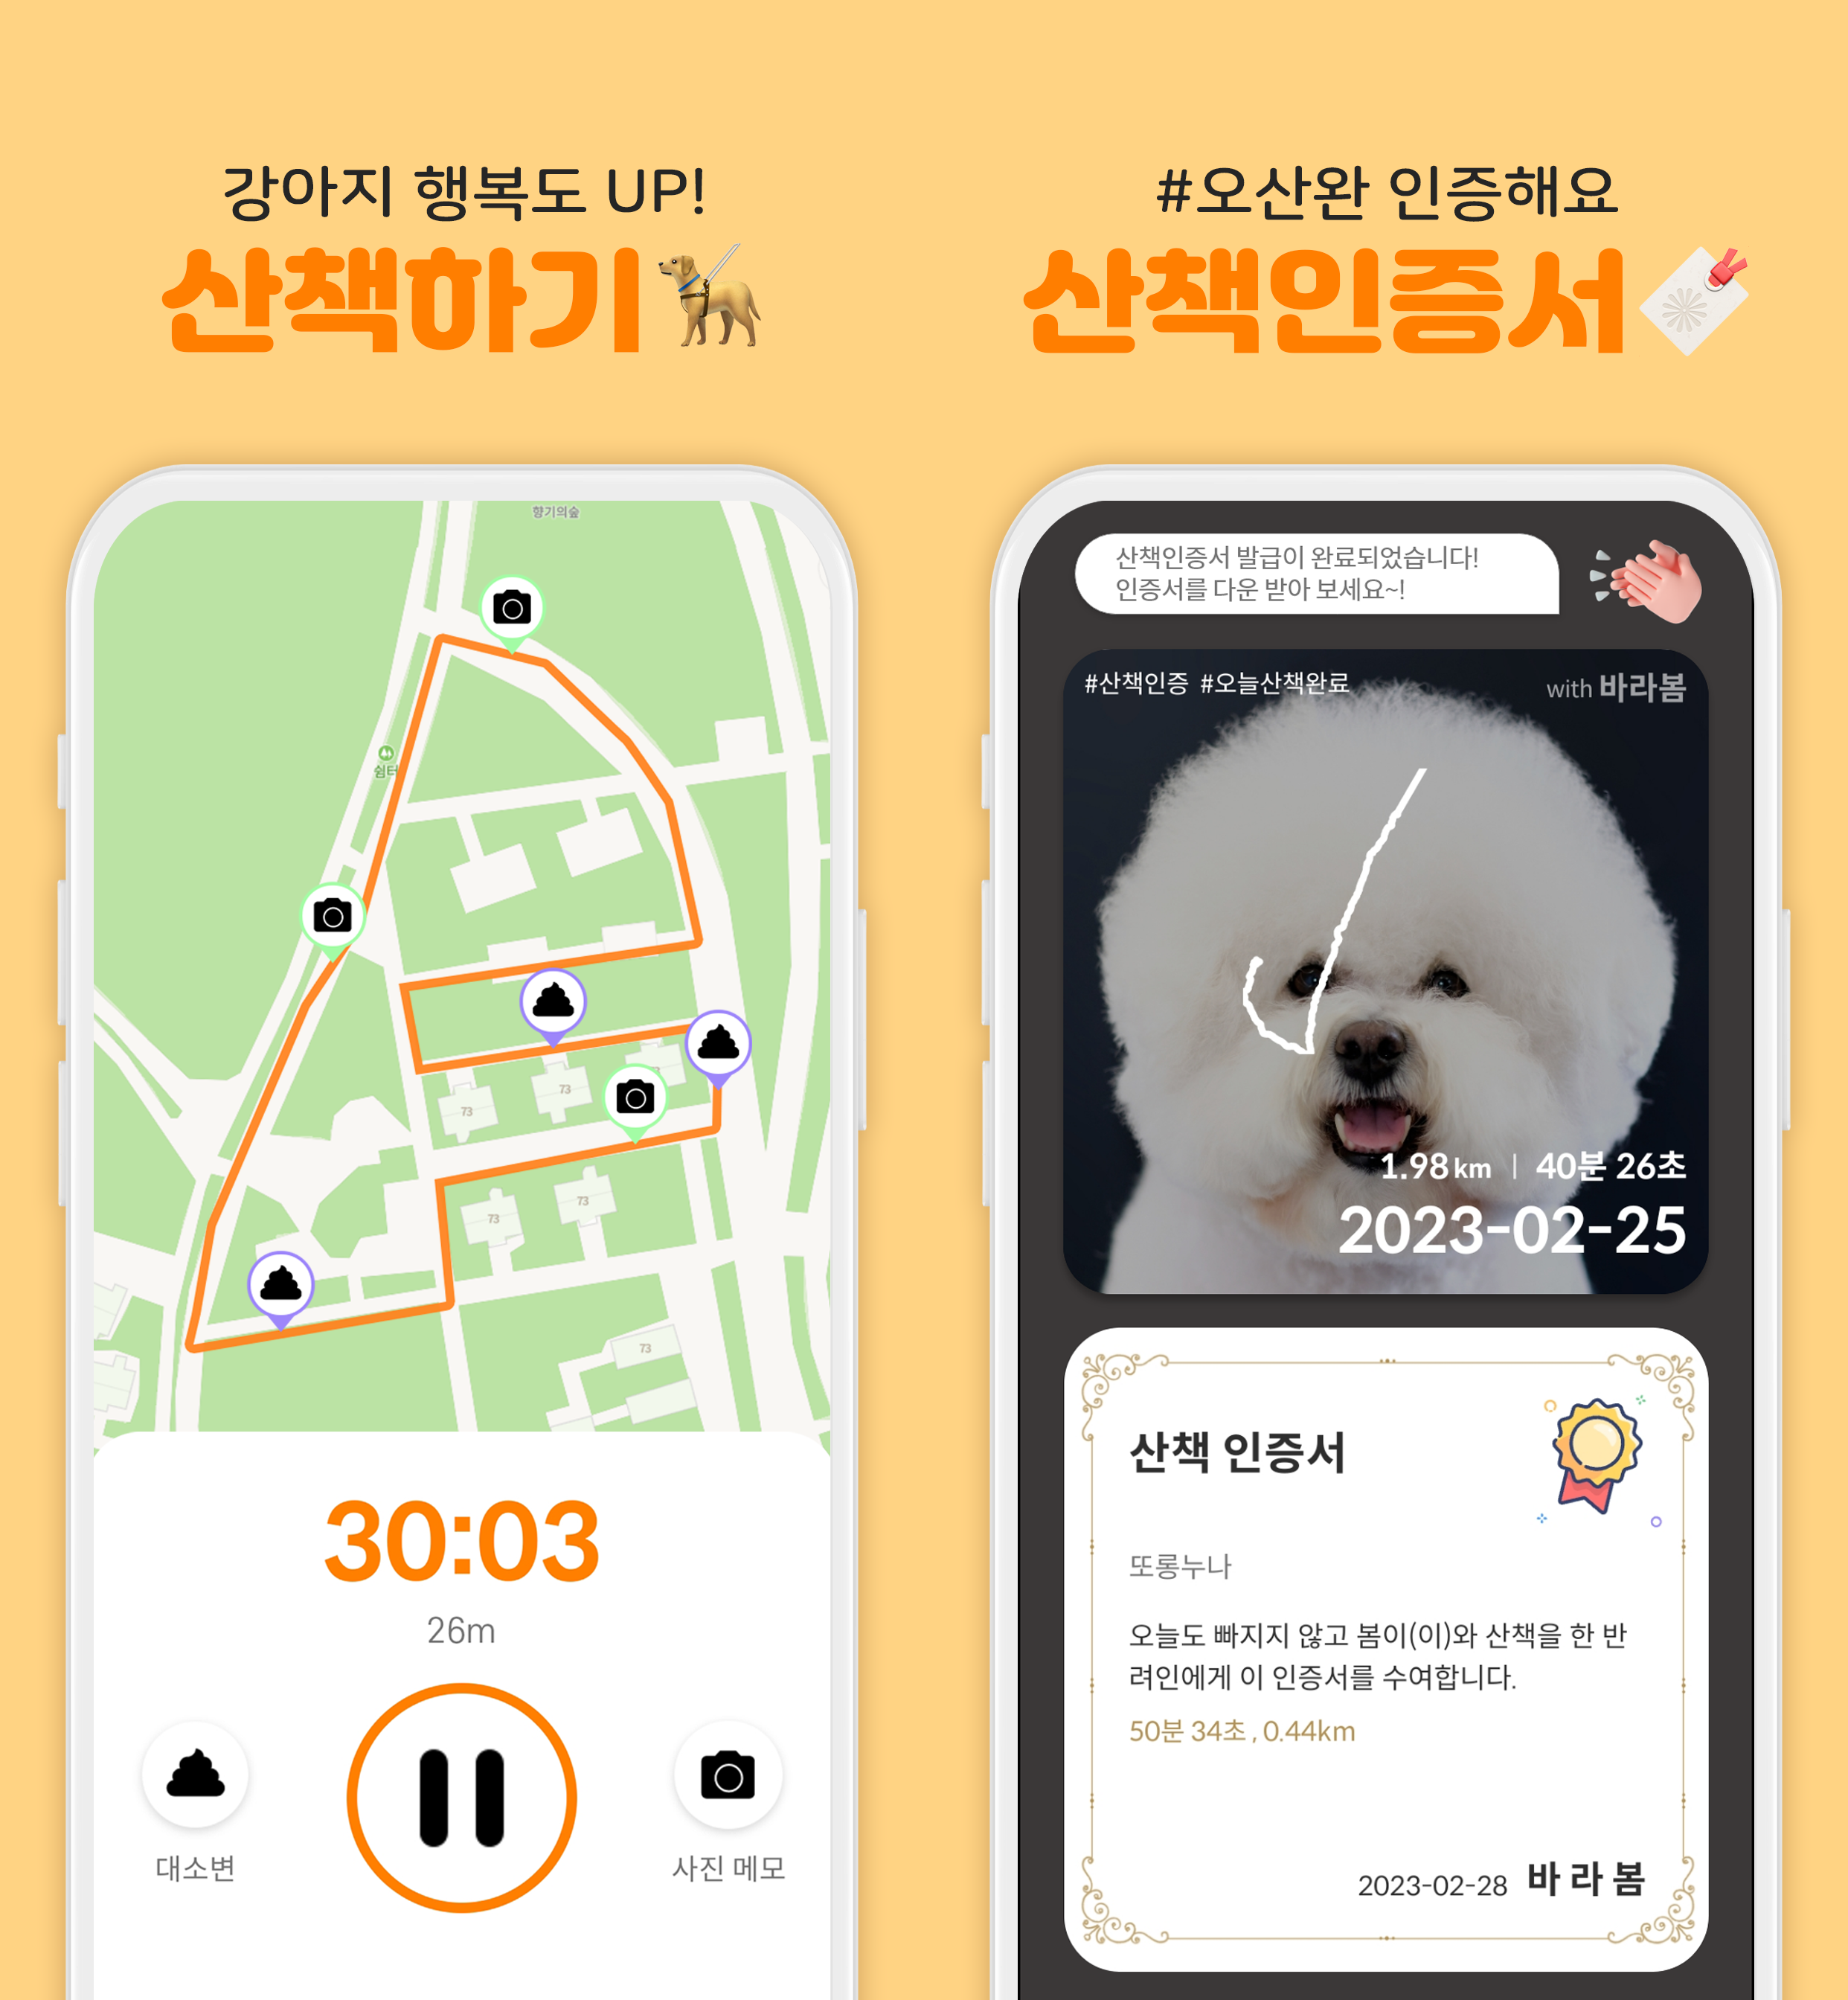 강아지 행복도 UP!
산책하기
향기의숲
쉼터
73
73
73
73
73
30:03
26m
대소변
사진 메모
#오산완 인증해요
산책인증서
산책인증서 발급이 완료되었습니다!
인증서를 다운 받아 보세요~!
#산책인증 #오늘산책완료
with 바라봄
1.98km | 40분 26초
2023-02-25
산책 인증서
또롱누나
오늘도 빠지지 않고 봄이(이)와 산책을 한 반
려인에게 이 인증서를 수여합니다.
50분 34초 , 0.44km
2023-02-28 바라봄